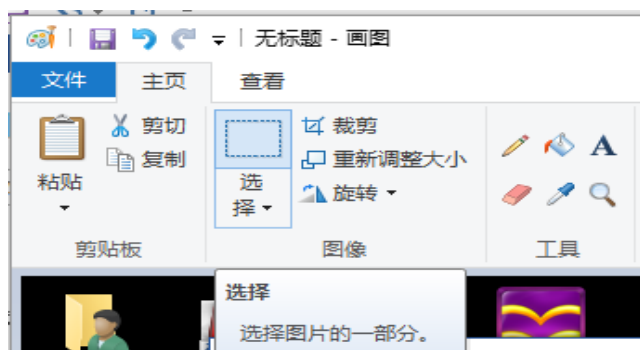 无标题 - 画图
文件 主页 查看
剪切
复制
粘贴
剪贴板
选
择
裁剪
重新调整大小
旋转
图像
A
工具
选择
选择图片的一部分。